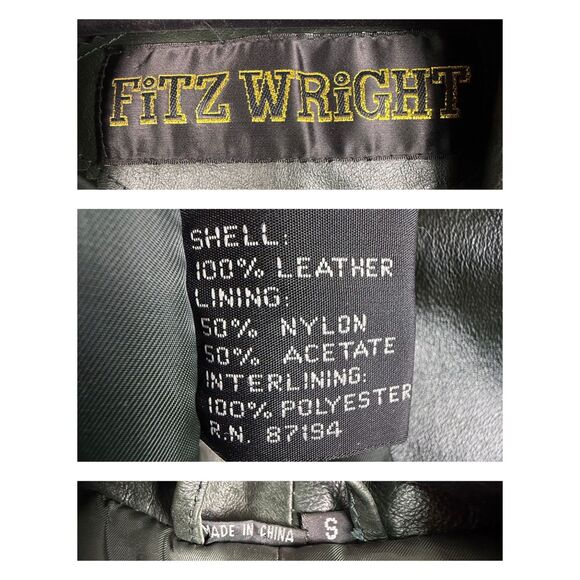 FiTZ WRiGHT
SHELL:
100% LEATHER
LINING:
50% NYLON
50% ACETATE
INTERLINING:
100% POLYESTER
R.N. 87194
MADE IN CHINA
S